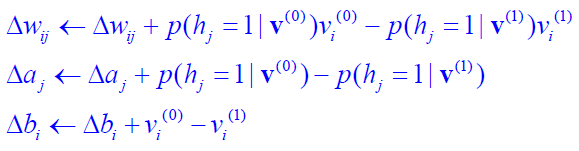 Δw_ij ← Δw_ij + p(h_j = 1 | v^(0)) v_i^(0) − p(h_j = 1 | v^(1)) v_i^(1)
Δa_j ← Δa_j + p(h_j = 1 | v^(0)) − p(h_j = 1 | v^(1))
Δb_i ← Δb_i + v_i^(0) − v_i^(1)